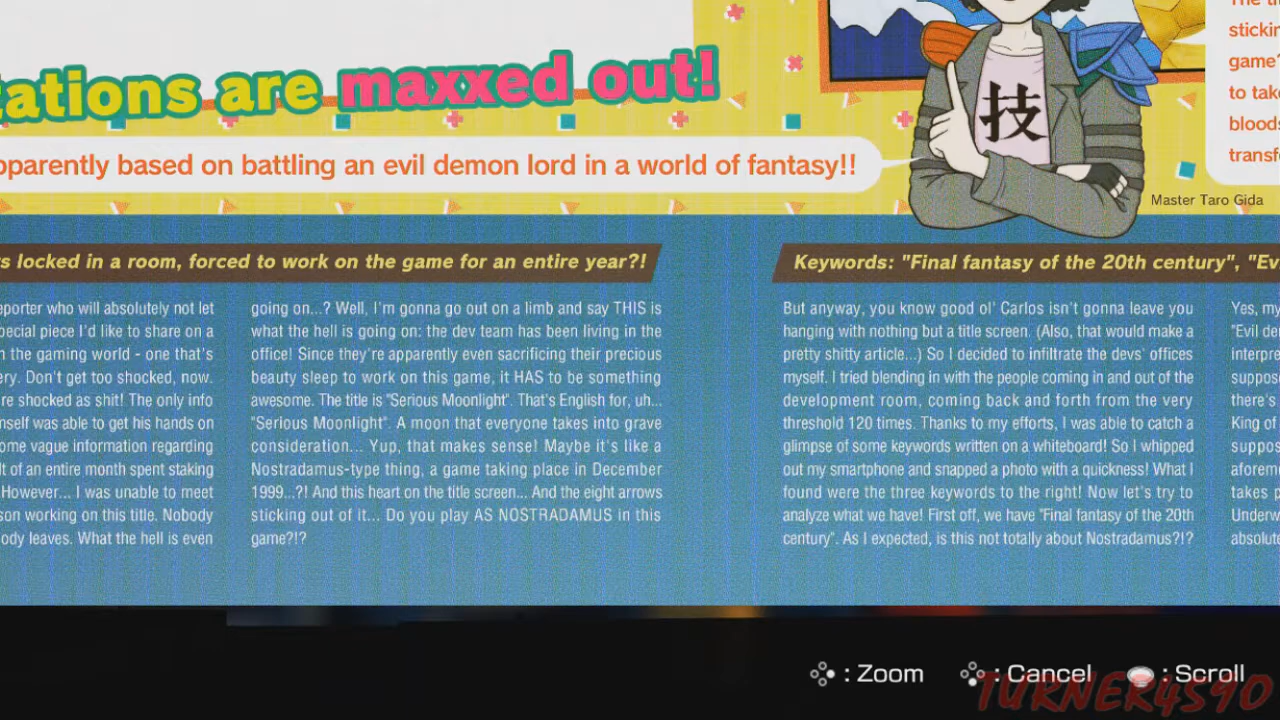 tations are maxxed out!
pparently based on battling an evil demon lord in a world of fantasy!!
技
The
sticking
game?
to tak
bloods
transf
Master Taro Gida
s locked in a room, forced to work on the game for an entire year?!
eporter who will absolutely not let
pecial piece I'd like to share on a
n the gaming world - one that's
ery. Don't get too shocked, now.
re shocked as shit! The only info
nself was able to get his hands on
ome vague information regarding
lt of an entire month spent staking
However... I was unable to meet
son working on this title. Nobody
ody leaves. What the hell is even
going on...? Well, I'm gonna go out on a limb and say THIS is
what the hell is going on: the dev team has been living in the
office! Since they're apparently even sacrificing their precious
beauty sleep to work on this game, it HAS to be something
awesome. The title is "Serious Moonlight". That's English for, uh...
"Serious Moonlight". A moon that everyone takes into grave
consideration... Yup, that makes sense! Maybe it's like a
Nostradamus-type thing, a game taking place in December
1999...?! And this heart on the title screen... And the eight arrows
sticking out of it... Do you play AS NOSTRADAMUS in this
game?!?
Keywords: "Final fantasy of the 20th century", "Ev
But anyway, you know good ol' Carlos isn't gonna leave you
hanging with nothing but a title screen. (Also, that would make a
pretty shitty article...) So I decided to infiltrate the devs' offices
myself. I tried blending in with the people coming in and out of the
development room, coming back and forth from the very
threshold 120 times. Thanks to my efforts, I was able to catch a
glimpse of some keywords written on a whiteboard! So I whipped
out my smartphone and snapped a photo with a quickness! What I
found were the three keywords to the right! Now let's try to
analyze what we have! First off, we have "Final fantasy of the 20th
century". As I expected, is this not totally about Nostradamus?!?
Yes, my
"Evil de
interpre
suppos
there's
King of
suppos
aforem
takes p
Underw
absolute
: Zoom : Cancel : Scroll
TURNER4S90